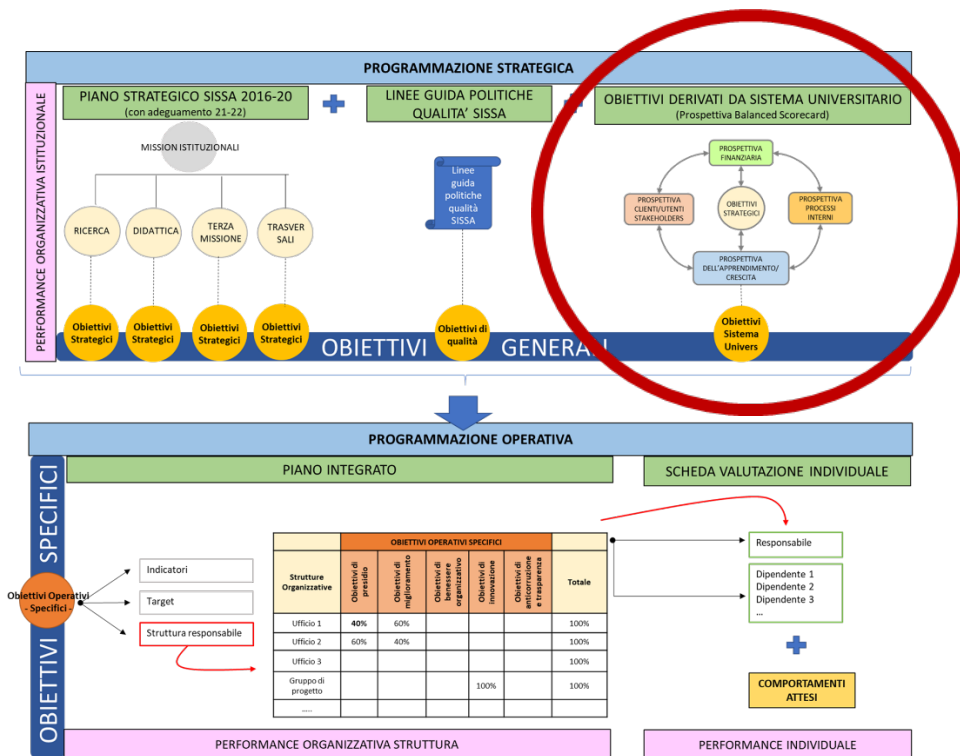 PROGRAMMAZIONE STRATEGICA
PERFORMANCE ORGANIZZATIVA ISTITUZIONALE
PIANO STRATEGICO SISSA 2016-20
(con adeguamento 21-22)
LINEE GUIDA POLITICHE
QUALITA’ SISSA
OBIETTIVI DERIVATI DA SISTEMA UNIVERSITARIO
(Prospettiva Balanced Scorecard)
MISSION ISTITUZIONALI
RICERCA
DIDATTICA
TERZA
MISSIONE
TRASVER
SALI
Linee
guida
politiche
qualità
SISSA
PROSPETTIVA
FINANZIARIA
PROSPETTIVA
CLIENTI/UTENTI
STAKEHOLDERS
OBIETTIVI
STRATEGICI
PROSPETTIVA
PROCESSI
INTERNI
PROSPETTIVA
DELL’APPRENDIMENTO/
CRESCITA
Obiettivi
Strategici
Obiettivi
Strategici
Obiettivi
Strategici
Obiettivi
Strategici
Obiettivi di
qualità
Obiettivi
Sistema
Univers
OBIETTIVI GENERALI
PROGRAMMAZIONE OPERATIVA
OBIETTIVI SPECIFICI
PIANO INTEGRATO
SCHEDA VALUTAZIONE INDIVIDUALE
Obiettivi Operativi
- Specifici -
Indicatori
Target
Struttura responsabile
OBIETTIVI OPERATIVI SPECIFICI
Strutture
Organizzative
Obiettivi di
presidio
Obiettivi di
miglioramento
Obiettivi di
benessere
organizzativo
Obiettivi di
innovazione
Obiettivi di
anticorruzione
e trasparenza
Totale
Ufficio 1 40% 60% 100%
Ufficio 2 60% 40% 100%
Ufficio 3 100%
Gruppo di
progetto 100% 100%
.....
Responsabile
Dipendente 1
Dipendente 2
Dipendente 3
…
COMPORTAMENTI
ATTESI
PERFORMANCE ORGANIZZATIVA STRUTTURA
PERFORMANCE INDIVIDUALE